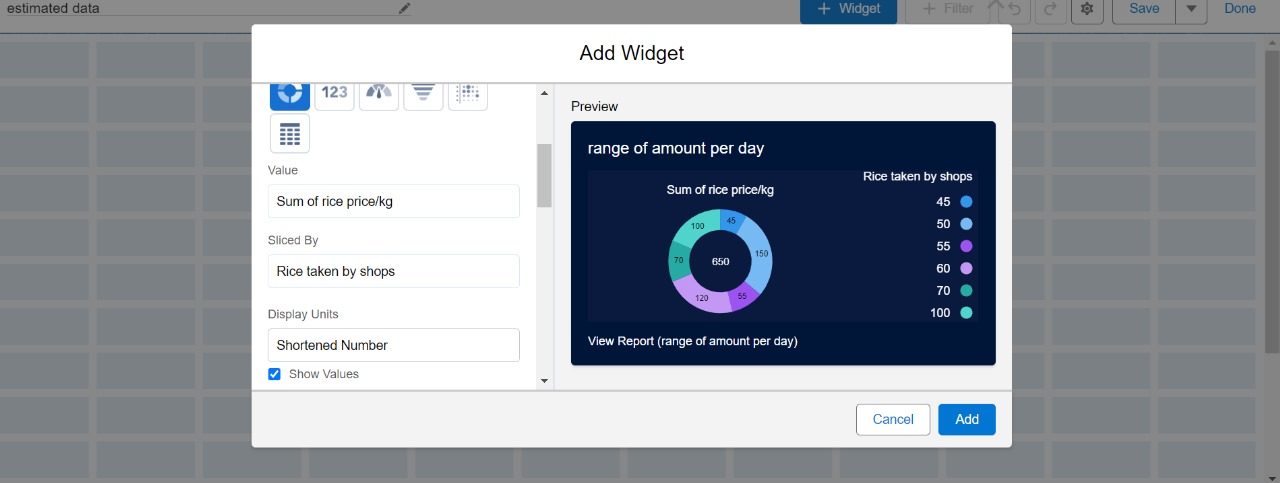 estimated data
+ Widget
+ Filter
Save
Done
Add Widget
123
Value
Sum of rice price/kg
Sliced By
Rice taken by shops
Display Units
Shortened Number
Show Values
Preview
range of amount per day
Sum of rice price/kg
45
150
55
120
70
100
650
Rice taken by shops
45
50
55
60
70
100
View Report (range of amount per day)
Cancel
Add